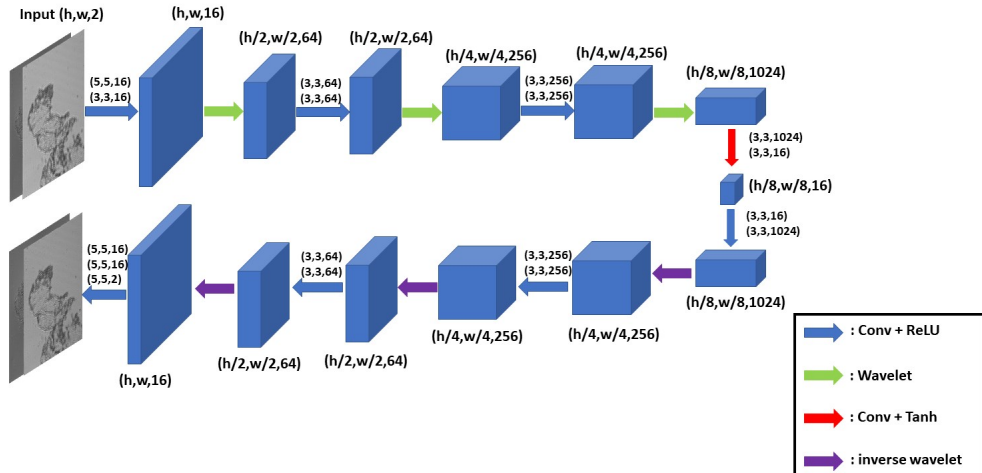 Input (h,w,2)
(h,w,16)
(h/2,w/2,64)
(h/2,w/2,64)
(h/4,w/4,256)
(h/4,w/4,256)
(h/8,w/8,1024)
(5,5,16)
(3,3,16)
(3,3,64)
(3,3,64)
(3,3,256)
(3,3,256)
(3,3,1024)
(3,3,16)
(h/8,w/8,16)
(3,3,16)
(3,3,1024)
(5,5,16)
(5,5,16)
(5,5,2)
(3,3,64)
(3,3,64)
(3,3,256)
(3,3,256)
(h,w,16)
(h/2,w/2,64)
(h/2,w/2,64)
(h/4,w/4,256)
(h/4,w/4,256)
(h/8,w/8,1024)
: Conv + ReLU
: Wavelet
: Conv + Tanh
: inverse wavelet